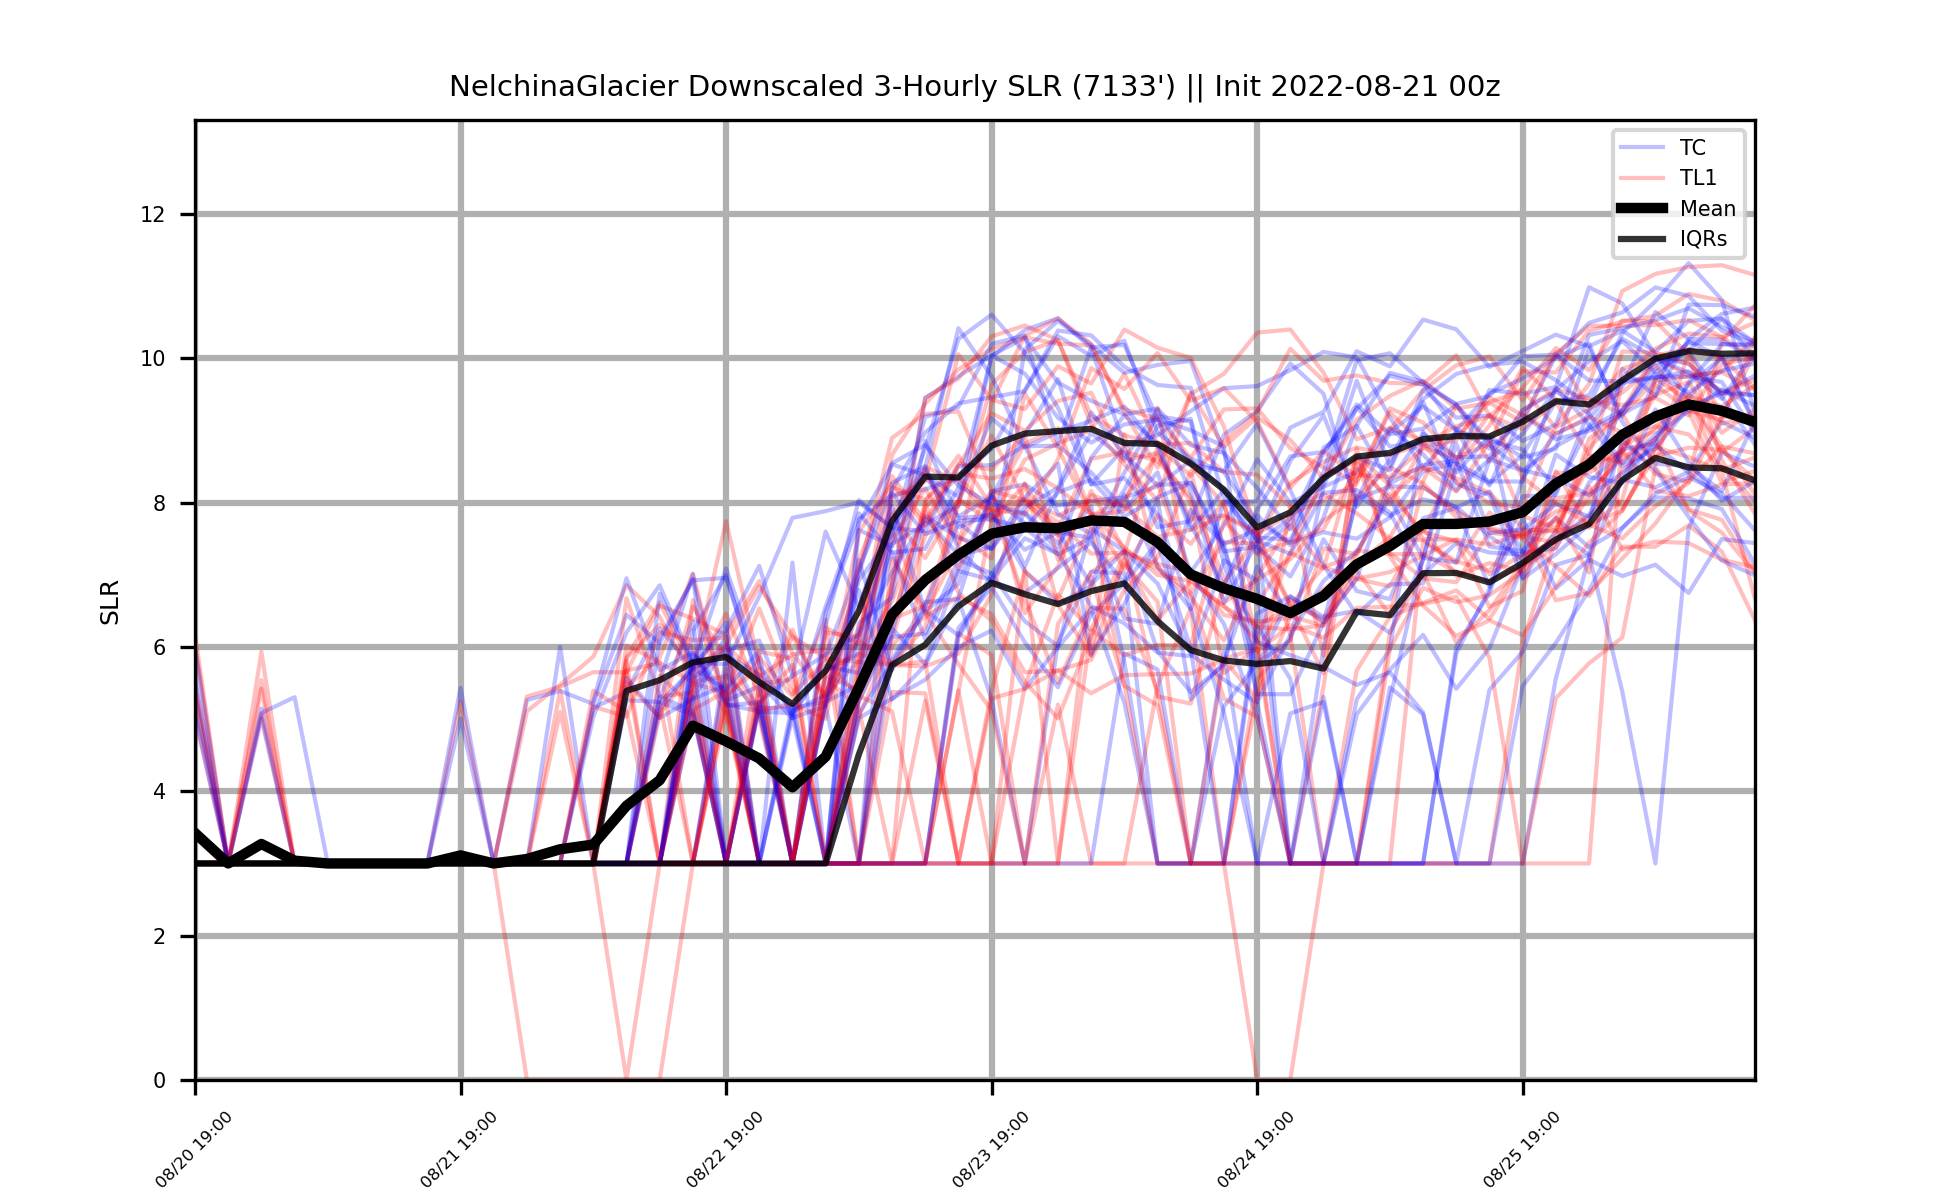 NelchinaGlacier Downscaled 3-Hourly SLR (7133') || Init 2022-08-21 00z
TC
TL1
Mean
IQRs
SLR
12
10
8
6
4
2
0
08/20 19:00
08/21 19:00
08/22 19:00
08/23 19:00
08/24 19:00
08/25 19:00